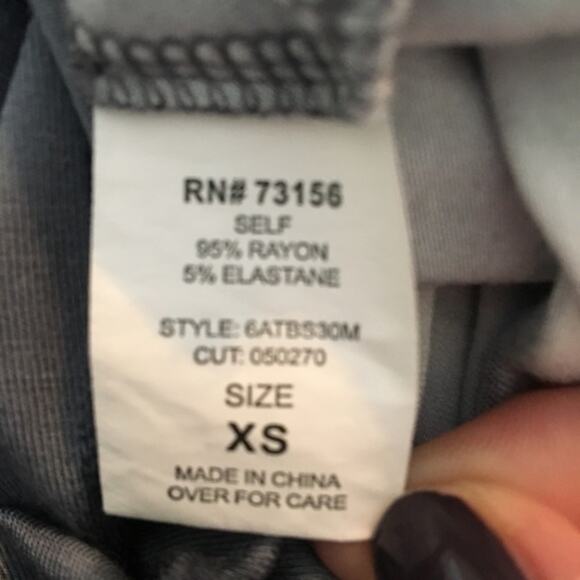 RN# 73156
SELF
95% RAYON
5% ELASTANE
STYLE: 6ATBS30M
CUT: 050270
SIZE
XS
MADE IN CHINA
OVER FOR CARE